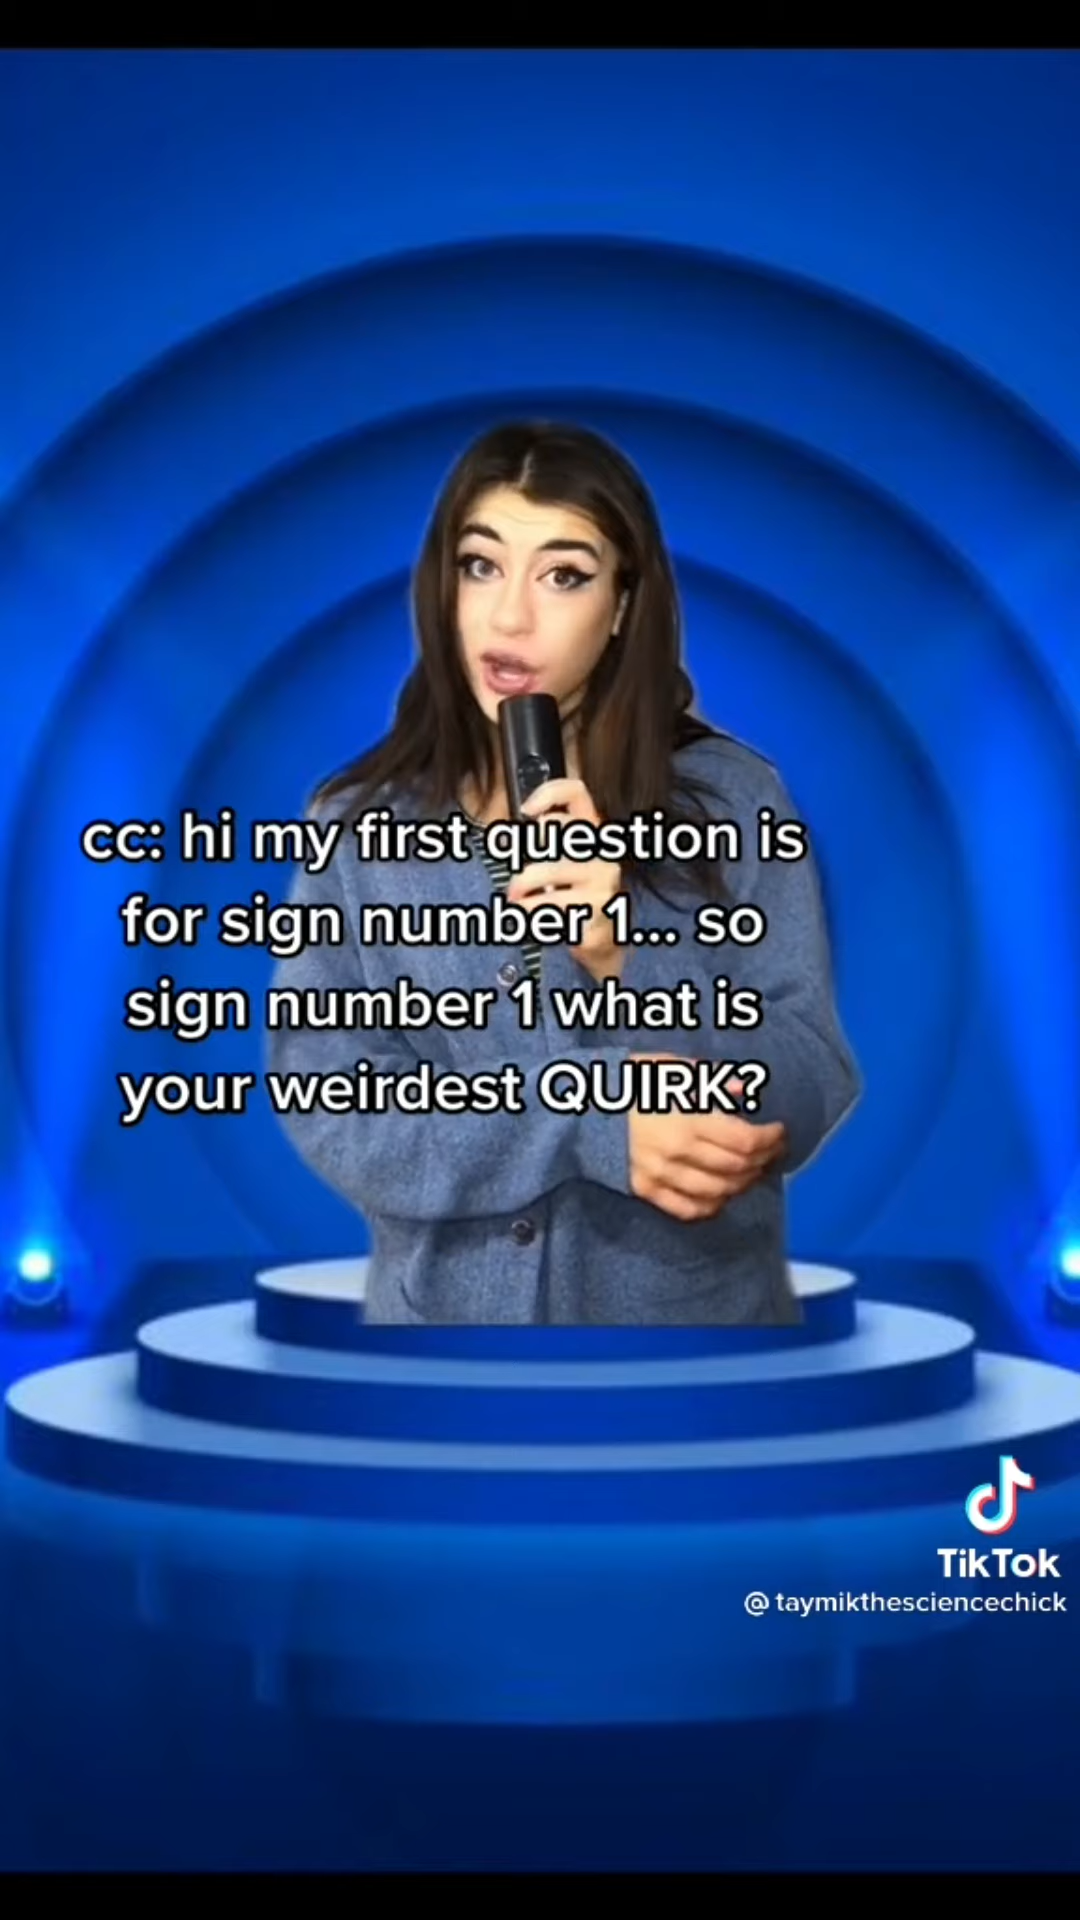 cc: hi my first question is
for sign number 1... so
sign number 1 what is
your weirdest QUIRK?
TikTok
@taymikthesciencechick